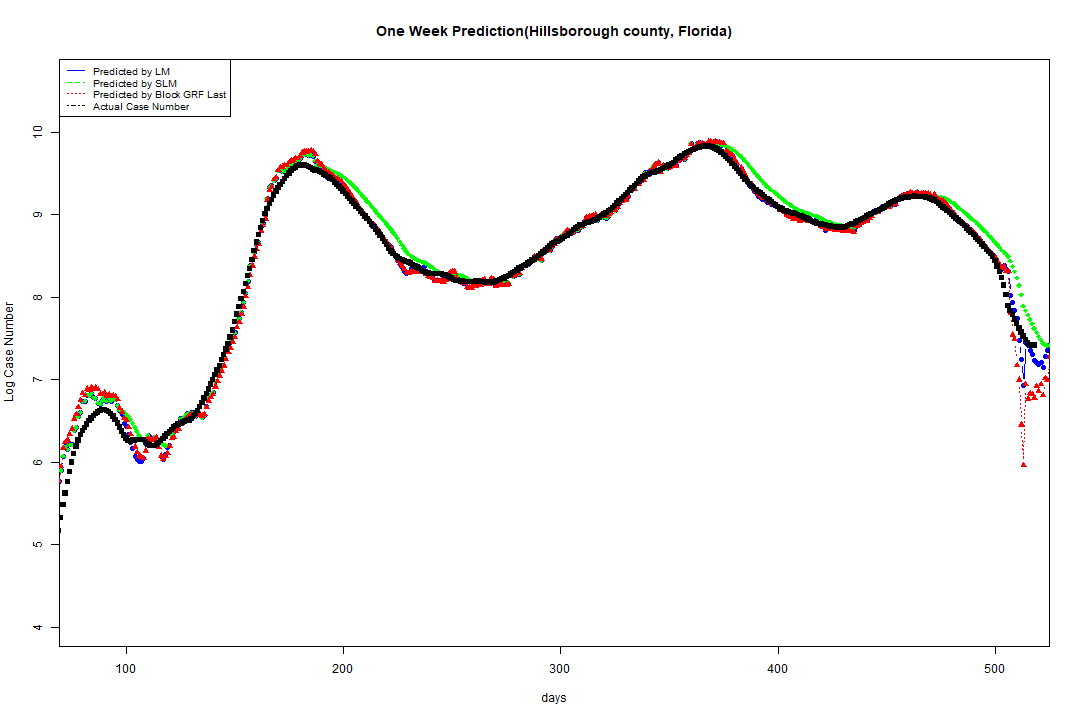 One Week Prediction(Hillsborough county, Florida)
Predicted by LM
Predicted by SLM
Predicted by Block GRF Last
Actual Case Number
10
9
8
7
6
5
4
Log Case Number
100 200 300 400 500
days